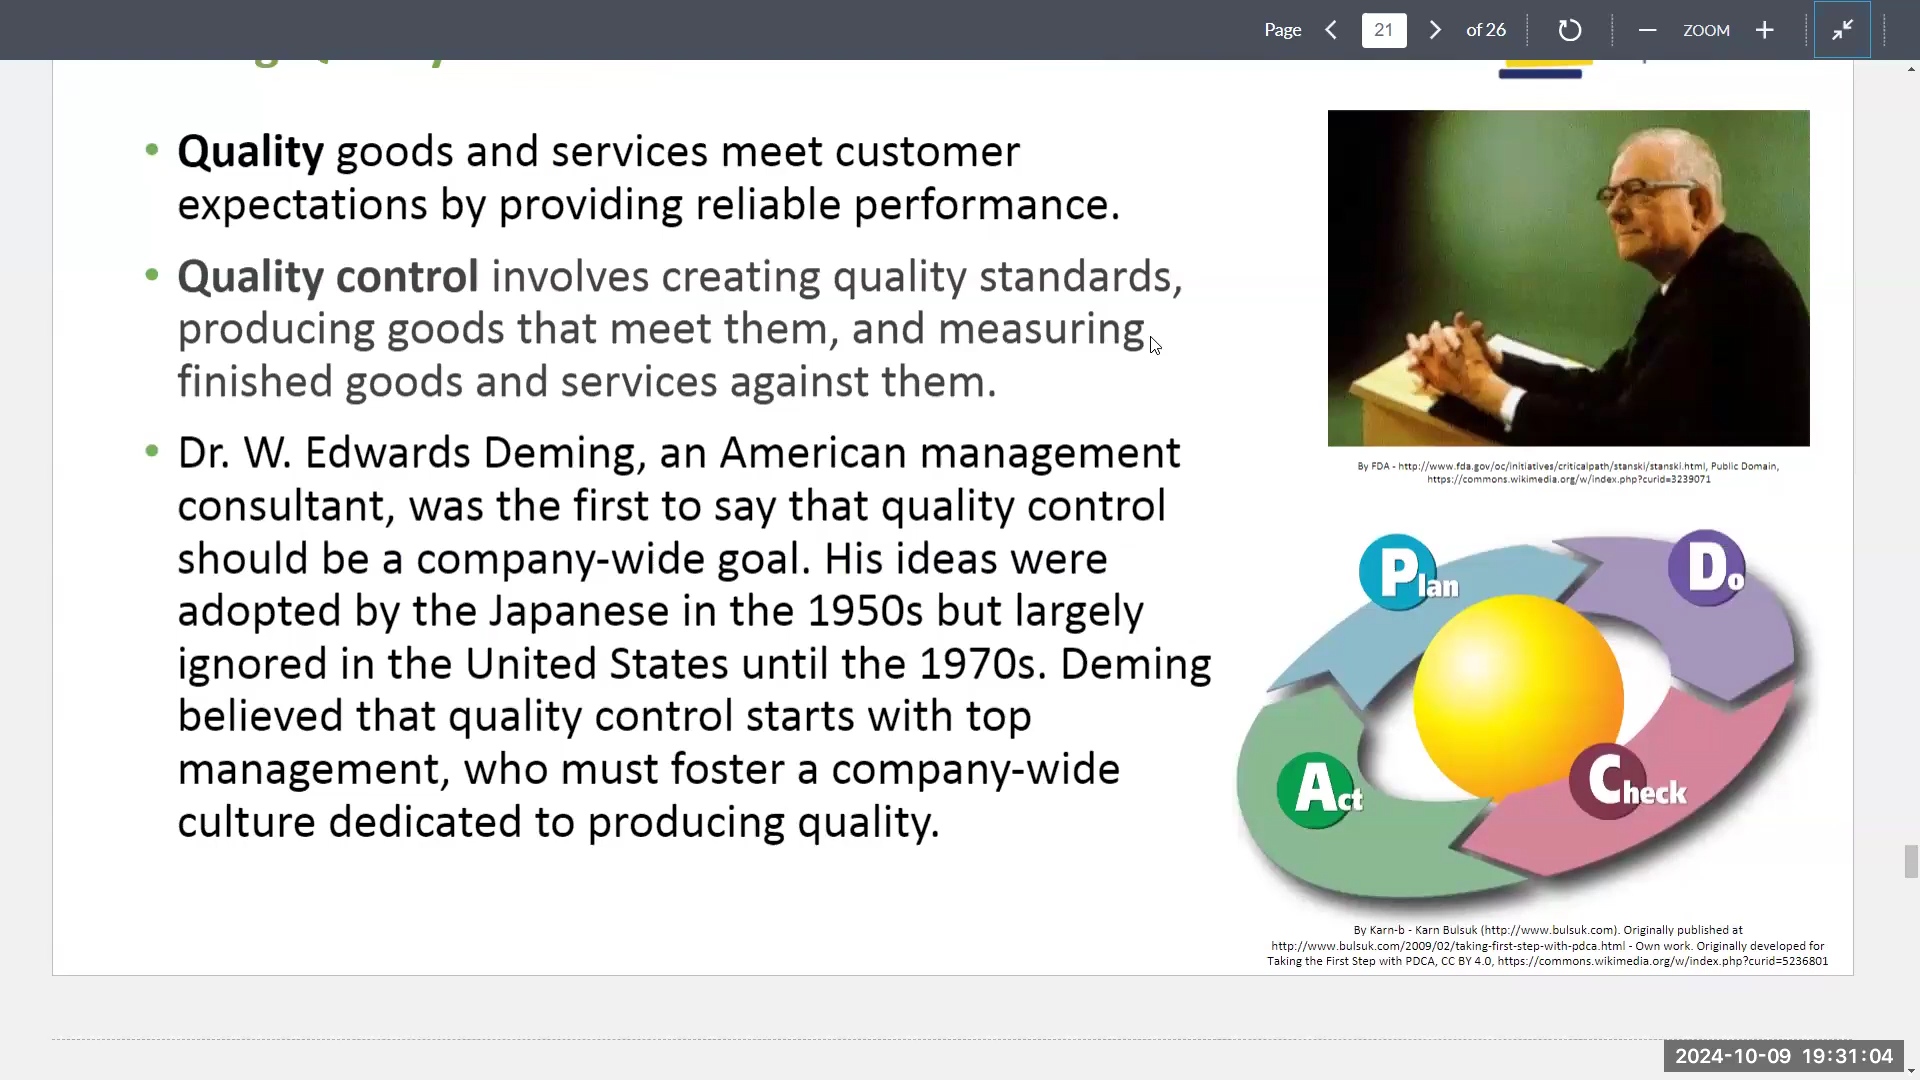 Page
21
of 26
ZOOM
Quality goods and services meet customer
expectations by providing reliable performance.
Quality control involves creating quality standards,
producing goods that meet them, and measuring
finished goods and services against them.
Dr. W. Edwards Deming, an American management
consultant, was the first to say that quality control
should be a company-wide goal. His ideas were
adopted by the Japanese in the 1950s but largely
ignored in the United States until the 1970s. Deming
believed that quality control starts with top
management, who must foster a company-wide
culture dedicated to producing quality.
By FDA - http://www.fda.gov/oc/initiatives/criticalpath/stanski/stanski.html, Public Domain,
https://commons.wikimedia.org/w/index.php?curid=3239071
Plan
Do
Act
Check
By Karn-b - Karn Bulsuk (http://www.bulsuk.com). Originally published at
http://www.bulsuk.com/2009/02/taking-first-step-with-pdca.html - Own work. Originally developed for
Taking the First Step with PDCA, CC BY 4.0, https://commons.wikimedia.org/w/index.php?curid=5236801
2024-10-09 19:31:04